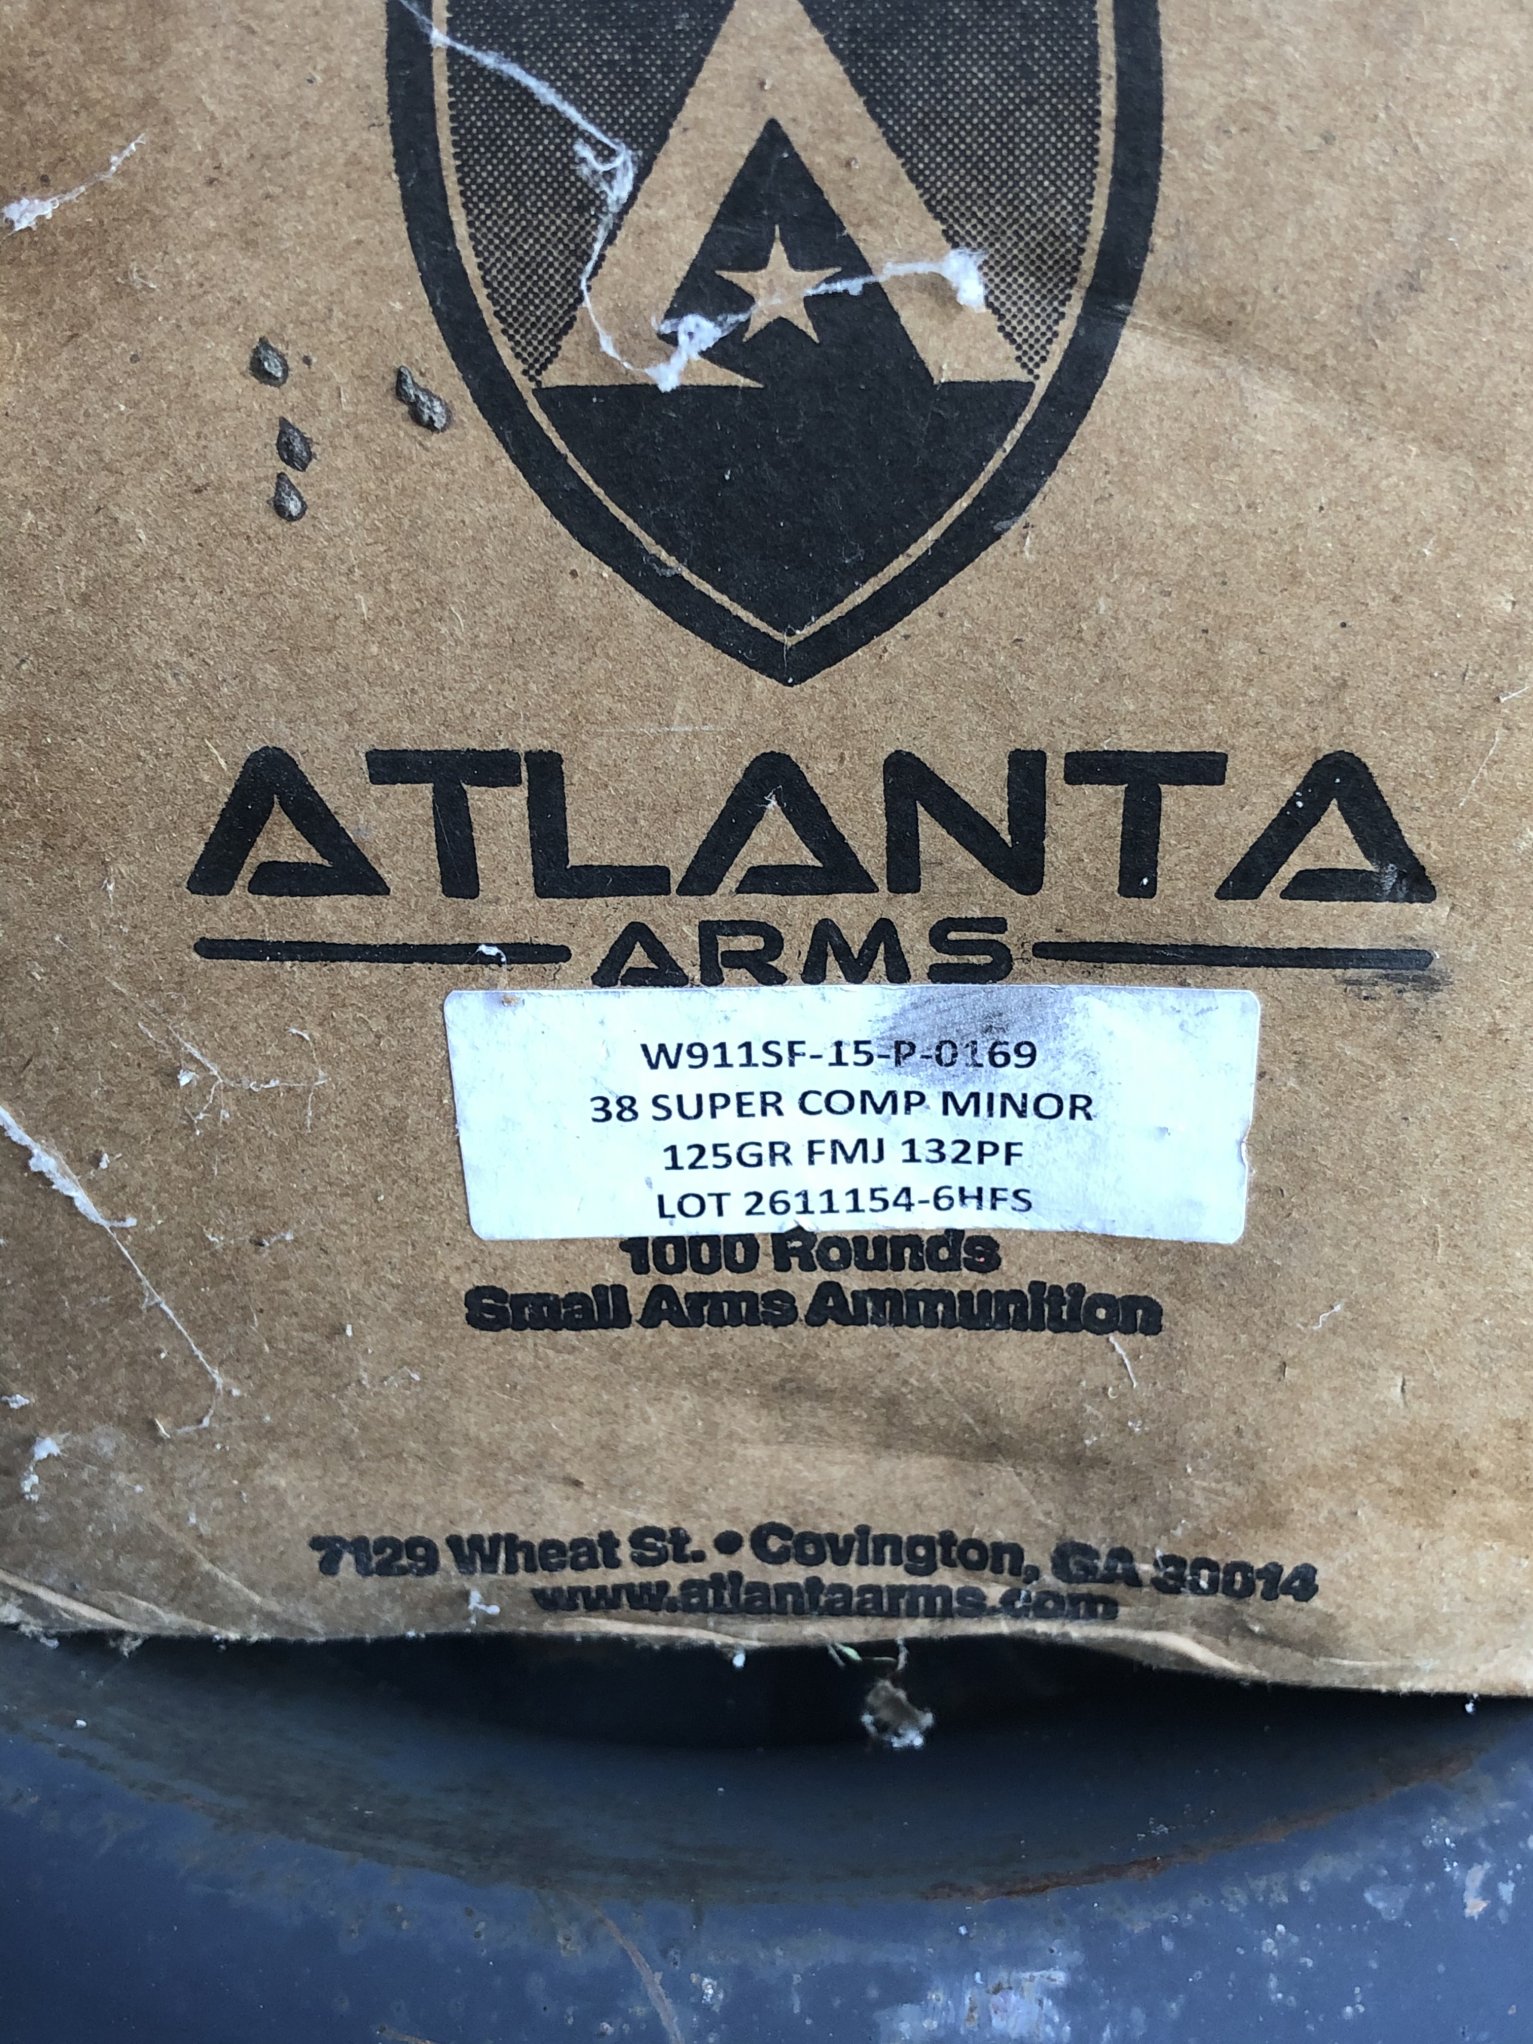 ATLANTA
ARMS
W911SF-15-P-0169
38 SUPER COMP MINOR
125GR FMJ 132PF
LOT 2611154-6HFS
1000 Rounds
Small Arms Ammunition
7129 Wheat St. • Covington, GA 30014
www.atlantaarms.com